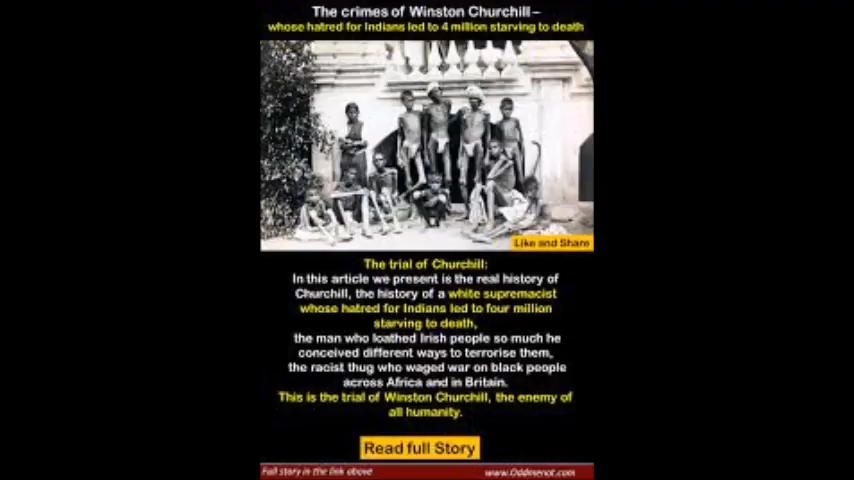 The crimes of Winston Churchill –
whose hatred for Indians led to 4 million starving to death
Like and Share
The trial of Churchill:
In this article we present is the real history of
Churchill, the history of a white supremacist
whose hatred for Indians led to four million
starving to death,
the man who loathed Irish people so much he
conceived different ways to terrorise them,
the racist thug who waged war on black people
across Africa and in Britain.
This is the trial of Winston Churchill, the enemy of
all humanity.
Read full Story
Full story in the link above
www.Oddmenot.com